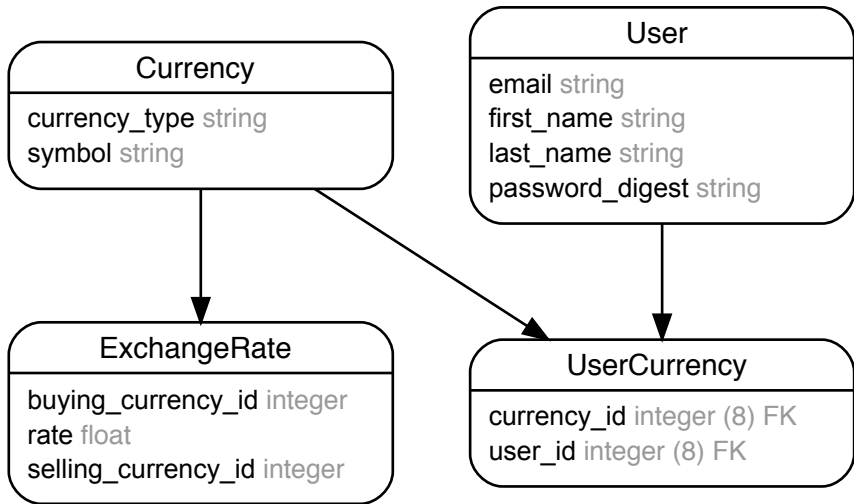 Currency
currency_type string
symbol string
User
email string
first_name string
last_name string
password_digest string
ExchangeRate
buying_currency_id integer
rate float
selling_currency_id integer
UserCurrency
currency_id integer (8) FK
user_id integer (8) FK